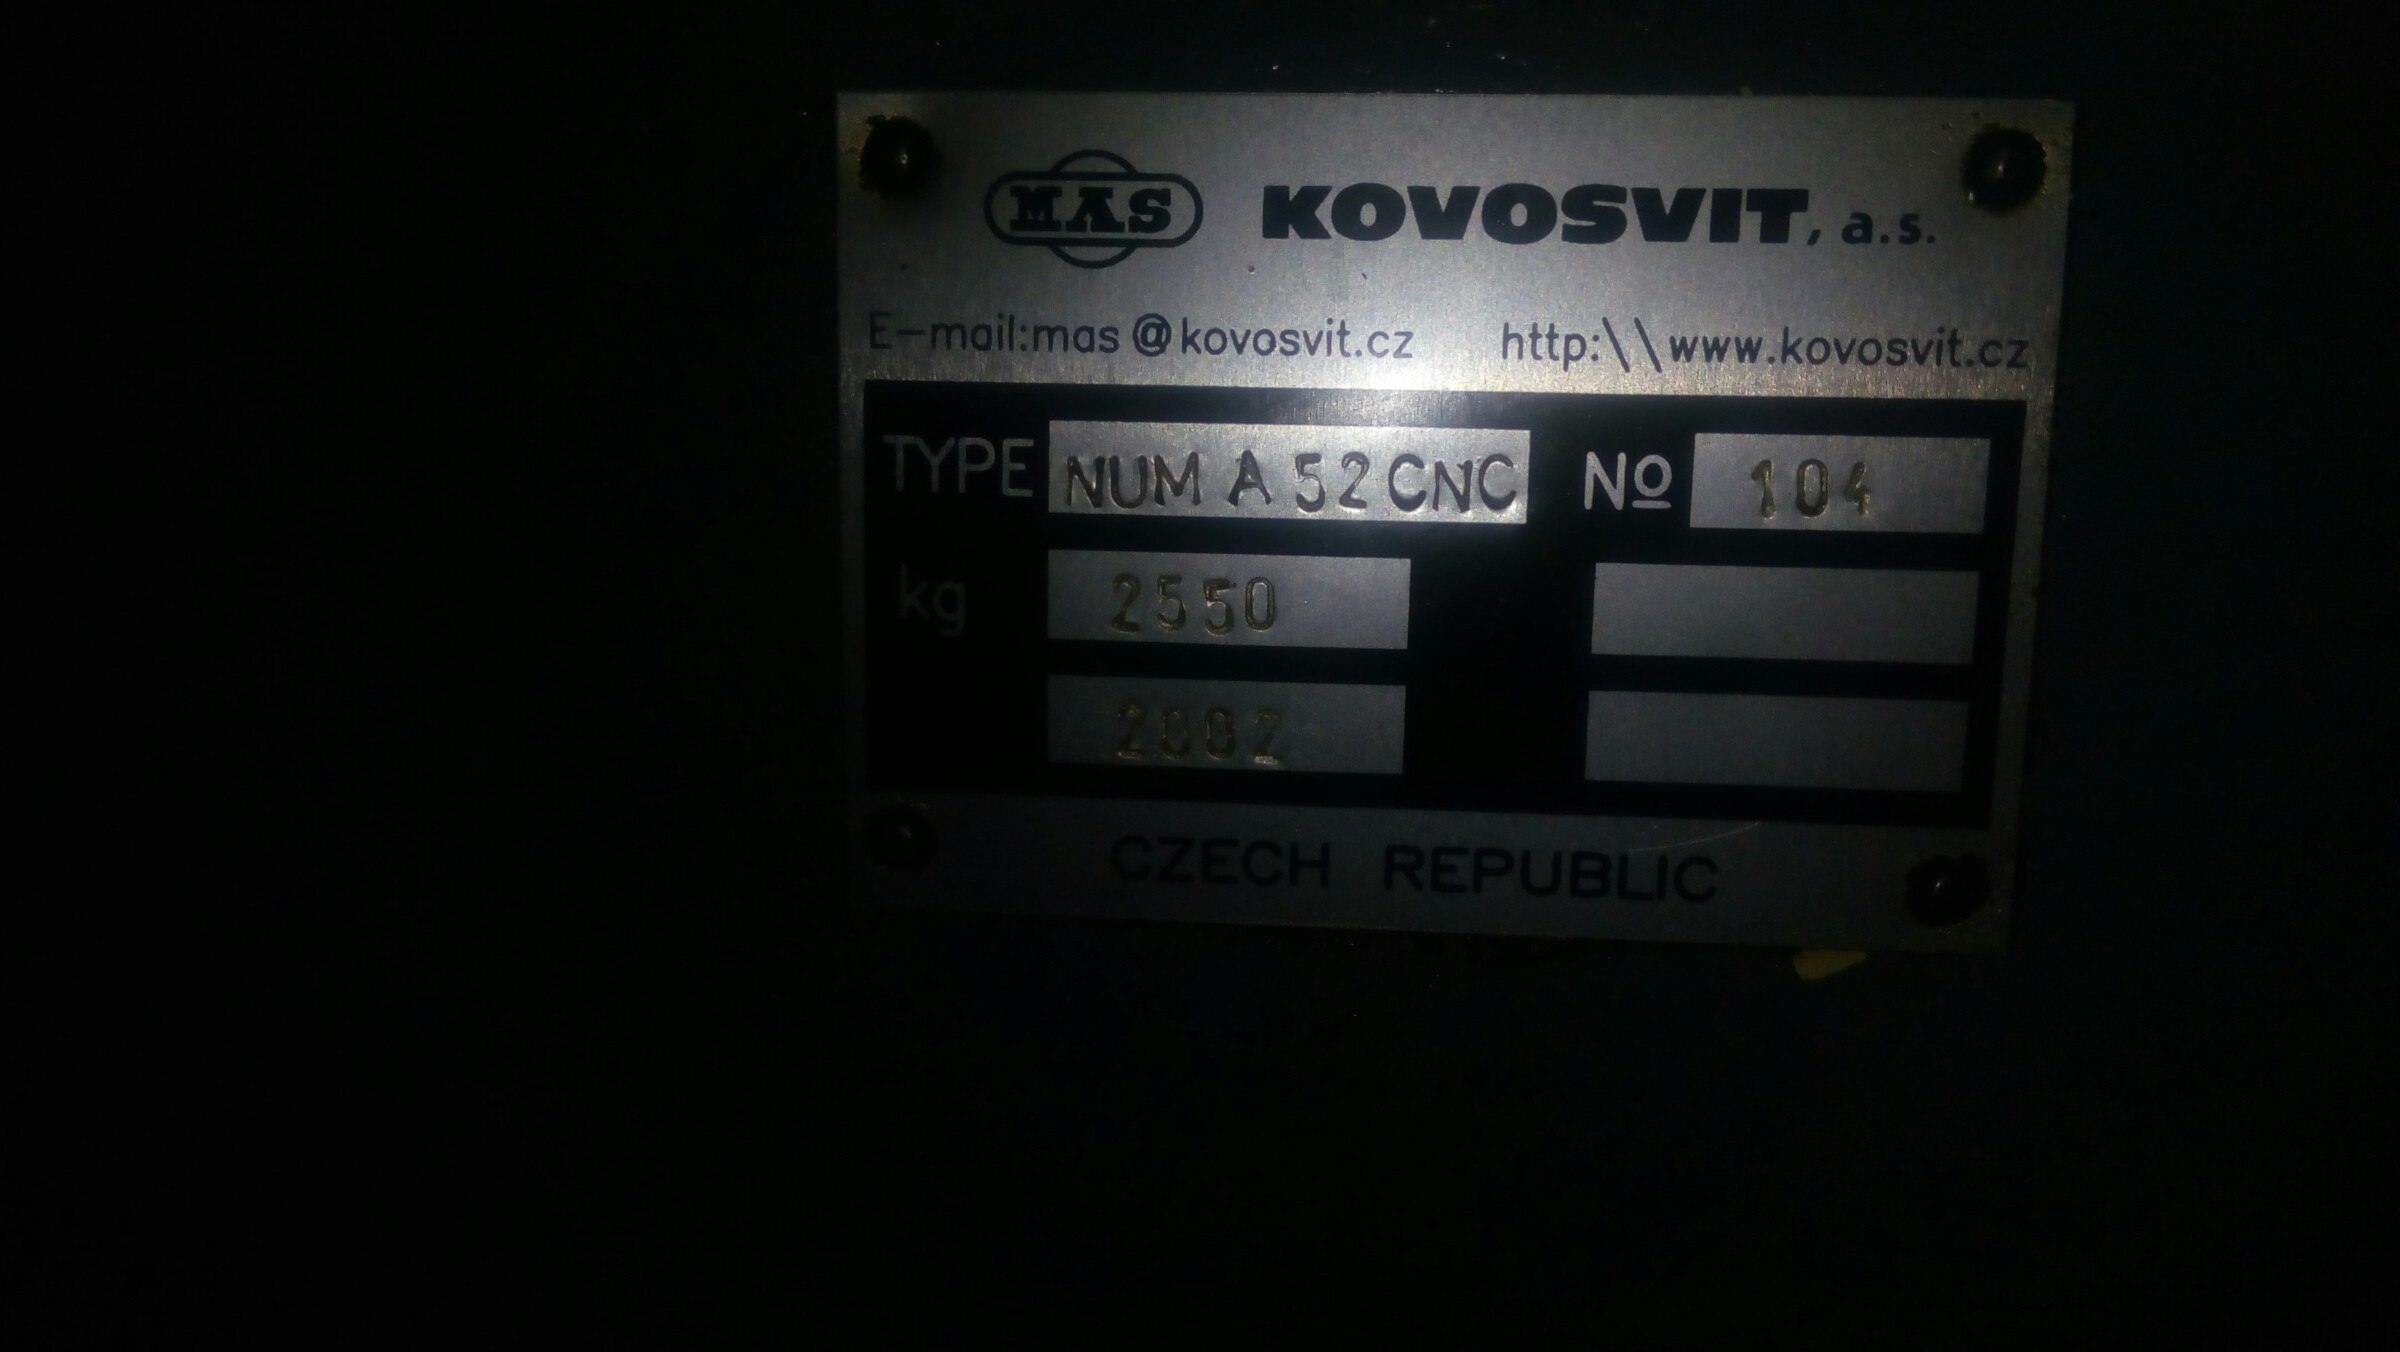 MAS KOVOSVIT, a.s.
E-mail:mas@kovosvit.cz http:\\www.kovosvit.cz
TYPE NUM A 52 CNC No 104
kg 2550
2002
CZECH REPUBLIC